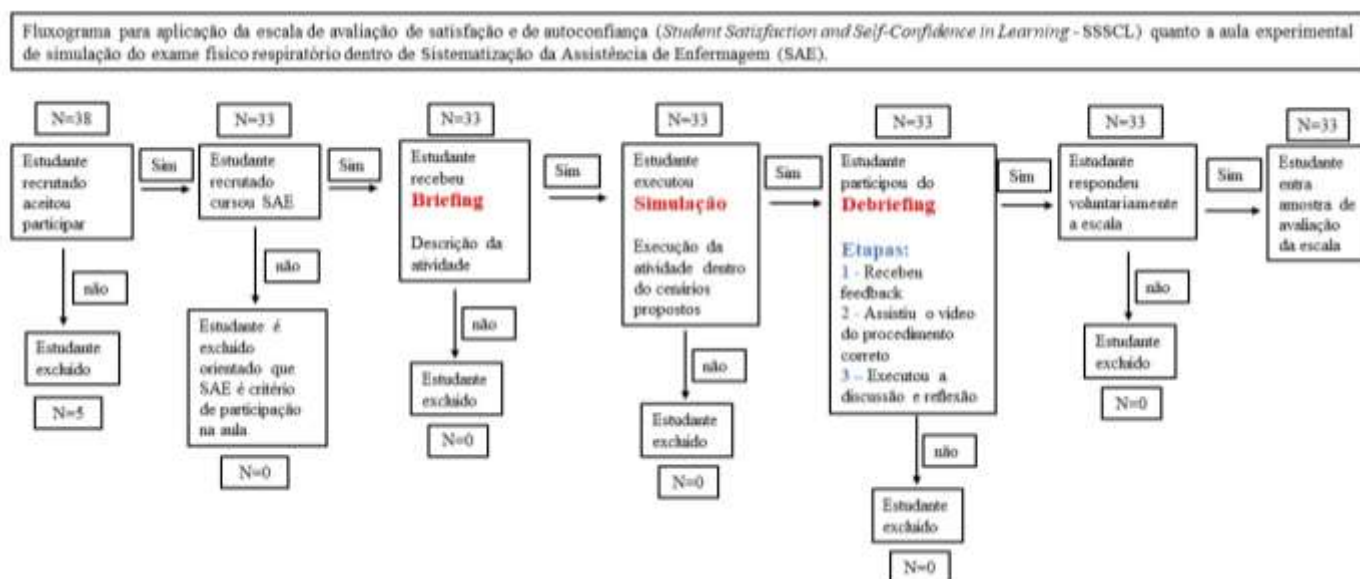 Fluxograma para aplicação da escala de avaliação de satisfação e de autoconfiança (Student Satisfaction and Self-Confidence in Learning - SSSCL) quanto a aula experimental
de simulação do exame físico respiratório dentro de Sistematização da Assistência de Enfermagem (SAE).
N=38
Estudante
recrutado
aceitou
participar
não
Estudante
excluído
N=5
Sim
N=33
Estudante
recrutado
cursou SAE
não
Estudante é
excluído
orientado que
SAE é critério
de participação
na aula
N=0
Sim
N=33
Estudante
recebeu
Briefing
Descrição da
atividade
não
Estudante
excluído
N=0
Sim
N=33
Estudante
executou
Simulação
Execução da
atividade dentro
do cenários
propostos
não
Estudante
excluído
N=0
Sim
N=33
Estudante
participou do
Debriefing
Etapas:
1 - Recebeu
feedback
2 - Assistiu o vídeo
do procedimento
correto
3 – Executou a
discussão e reflexão
não
Estudante
excluído
N=0
Sim
N=33
Estudante
respondeu
voluntariamente
a escala
não
Estudante
excluído
N=0
Sim
N=33
Estudante
entra
amostra de
avaliação
da escala